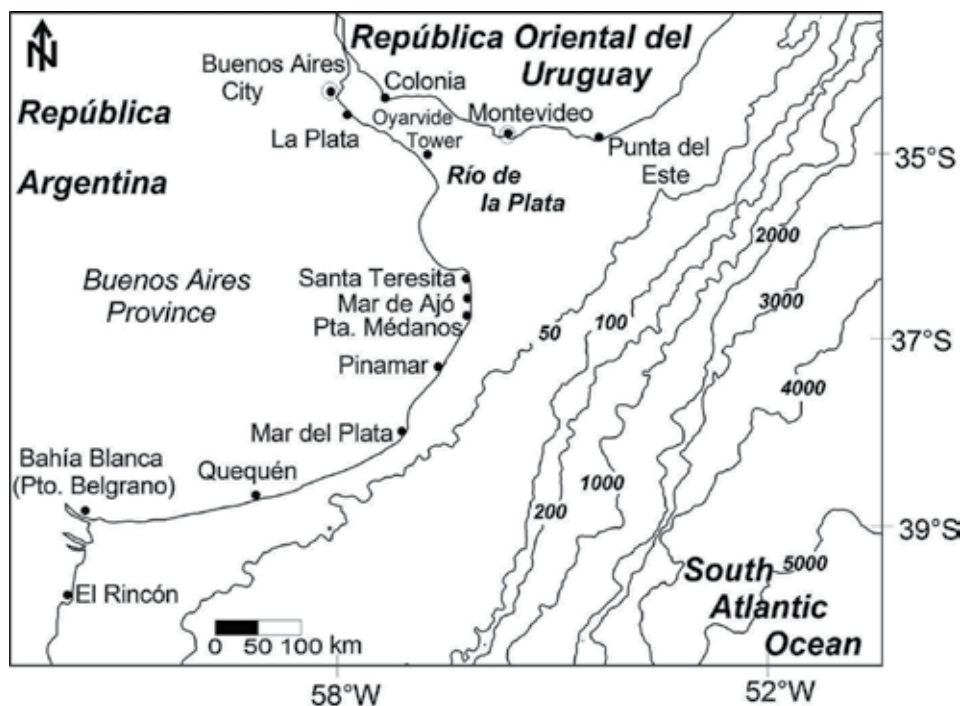 N
República Oriental del
Uruguay
Buenos Aires
City
Colonia
República
Oyarvide
Montevideo
La Plata
Tower
Punta del
Este
35°S
Argentina
Río de
la Plata
2000
Buenos Aires
Province
Santa Teresita
Mar de Ajó
Pta. Médanos
3000
50
100
37°S
Pinamar
4000
Mar del Plata
Bahía Blanca
(Pto. Belgrano)
Quequén
1000
200
39°S
5000
South
Atlantic
Ocean
El Rincón
0 50 100 km
58°W
52°W